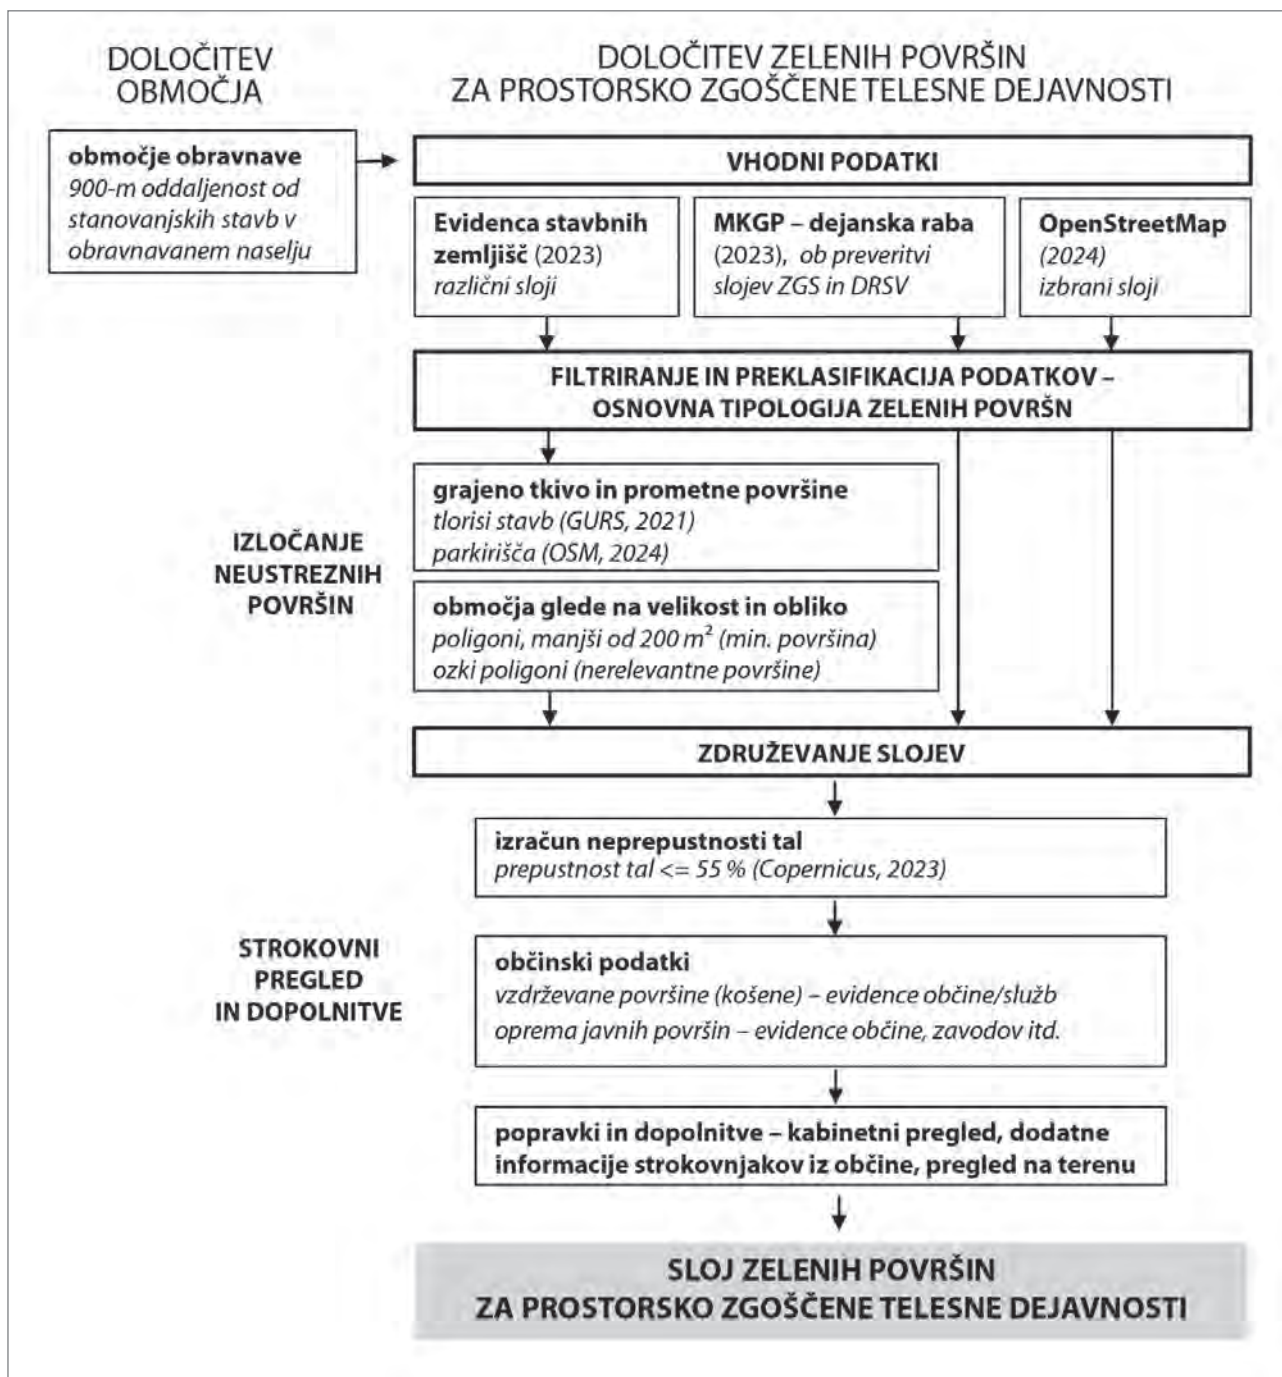 DOLOČITEV
OBMOČJA
DOLOČITEV ZELENIH POVRŠIN
ZA PROSTORSKO ZGOŠČENE TELESNE DEJAVNOSTI
območje obravnave
900-m oddaljenost od
stanovanjskih stavb v
obravnavanem naselju
VHODNI PODATKI
Evidenca stavbnih
zemljišč (2023)
različni sloji
MKGP – dejanska raba
(2023), ob preveritvi
slojev ZGS in DRSV
OpenStreetMap
(2024)
izbrani sloji
FILTRIRANJE IN PREKLASIFIKACIJA PODATKOV –
OSNOVNA TIPOLOGIJA ZELENIH POVRŠN
IZLOČANJE
NEUSTREZNIH
POVRŠIN
grajeno tkivo in prometne površine
tlorisi stavb (GURS, 2021)
parkirišča (OSM, 2024)
območja glede na velikost in obliko
poligoni, manjši od 200 m² (min. površina)
ozki poligoni (nerelevantne površine)
ZDRUŽEVANJE SLOJEV
izračun neprepustnosti tal
prepustnost tal <= 55 % (Copernicus, 2023)
STROKOVNI
PREGLED
IN DOPOLNITVE
občinski podatki
vzdrževane površine (košene) – evidence občine/služb
oprema javnih površin – evidence občine, zavodov itd.
popravki in dopolnitve – kabinetni pregled, dodatne
informacije strokovnjakov iz občine, pregled na terenu
SLOJ ZELENIH POVRŠIN
ZA PROSTORSKO ZGOŠČENE TELESNE DEJAVNOSTI